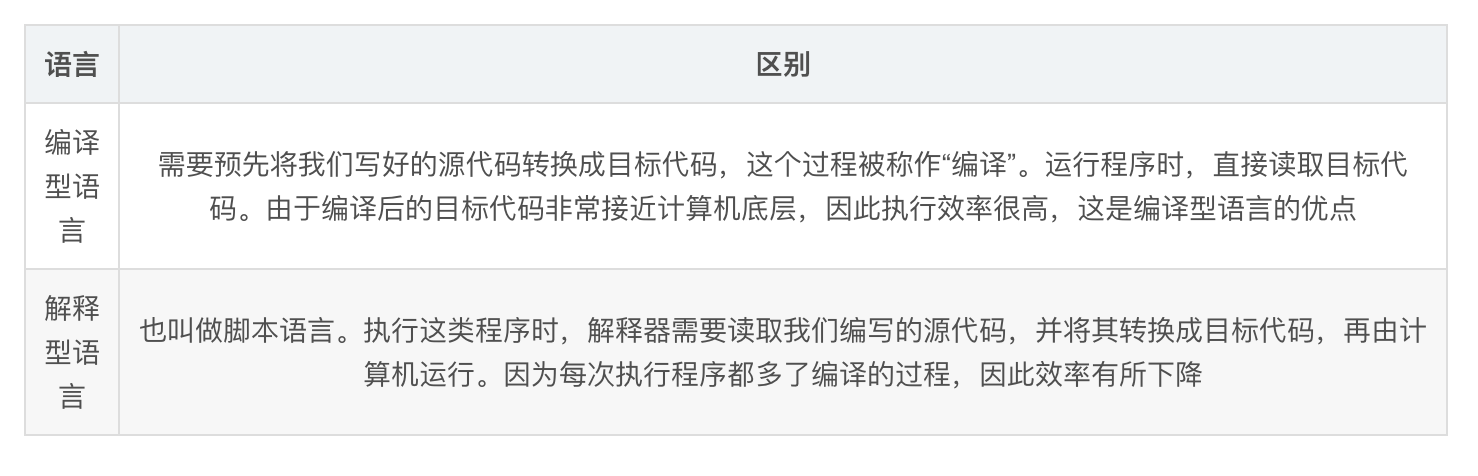 语言
区别
编译
型语
言
需要预先将我们写好的源代码转换成目标代码，这个过程被称作“编译”。运行程序时，直接读取目标代
码。由于编译后的目标代码非常接近计算机底层，因此执行效率很高，这是编译型语言的优点
解释
型语
言
也叫做脚本语言。执行这类程序时，解释器需要读取我们编写的源代码，并将其转换成目标代码，再由计
算机运行。因为每次执行程序都多了编译的过程，因此效率有所下降